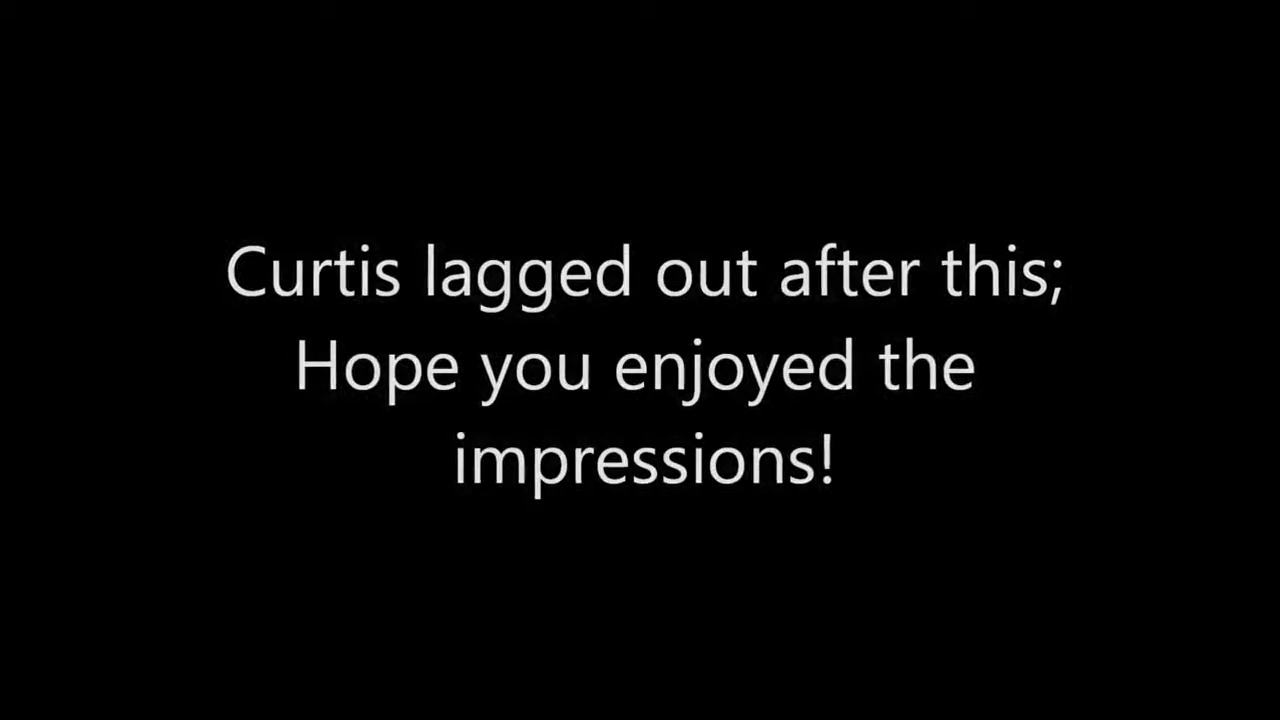 Curtis lagged out after this;
Hope you enjoyed the
impressions!